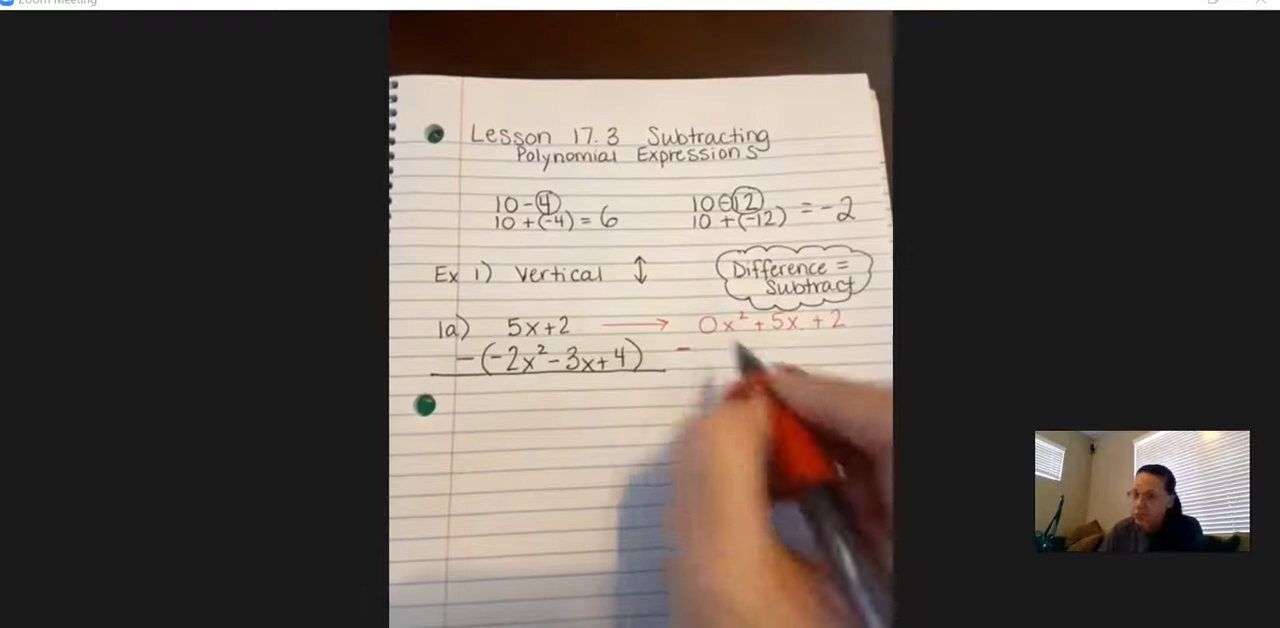 Zoom Meeting
Lesson 17.3 Subtracting
Polynomial Expressions
10-4
10+(-4) = 6
10-12
10+(-12) = -2
Ex 1) Vertical ↕
Difference =
Subtract
1a) 5x+2 → 0x²+5x+2
-(-2x²-3x+4) -